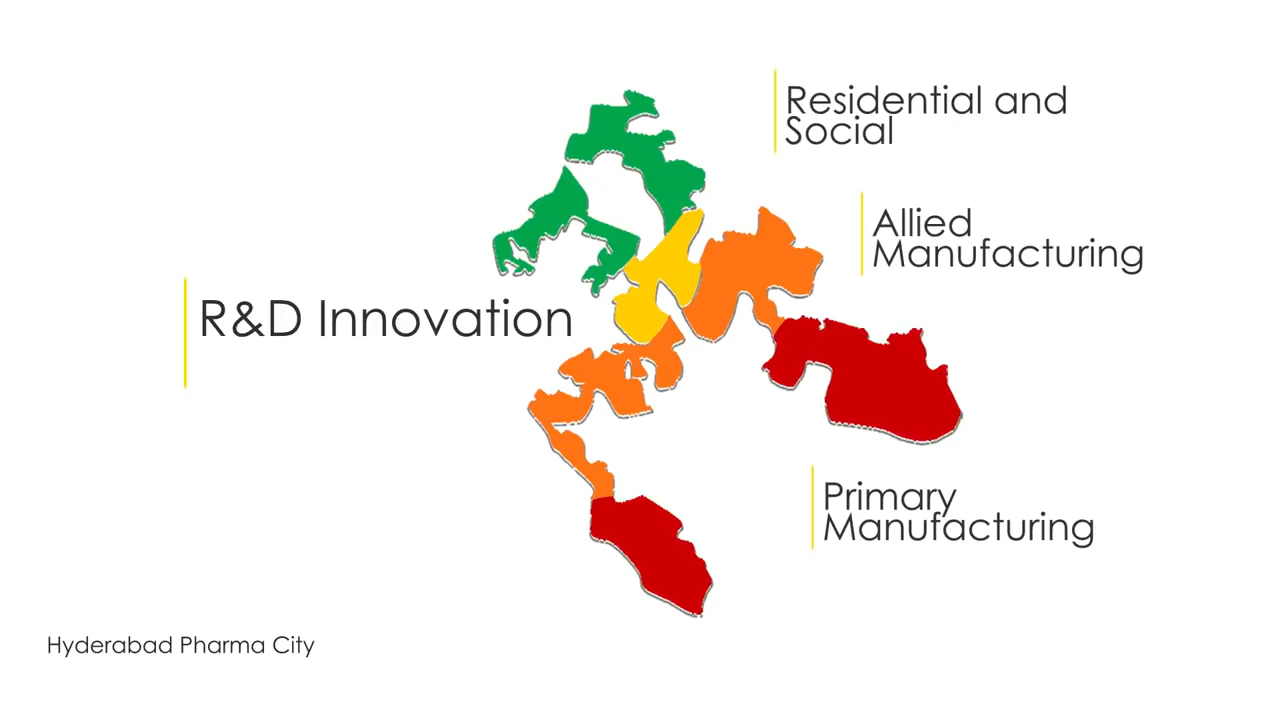 Residential and
Social
Allied
Manufacturing
R&D Innovation
Primary
Manufacturing
Hyderabad Pharma City